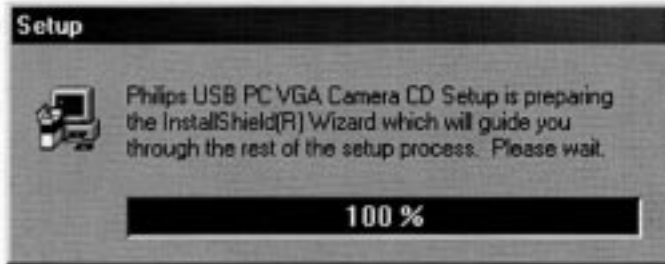 Setup
Philips USB PC VGA Camera CD Setup is preparing
the InstallShield(R) Wizard which will guide you
through the rest of the setup process. Please wait.
100 %